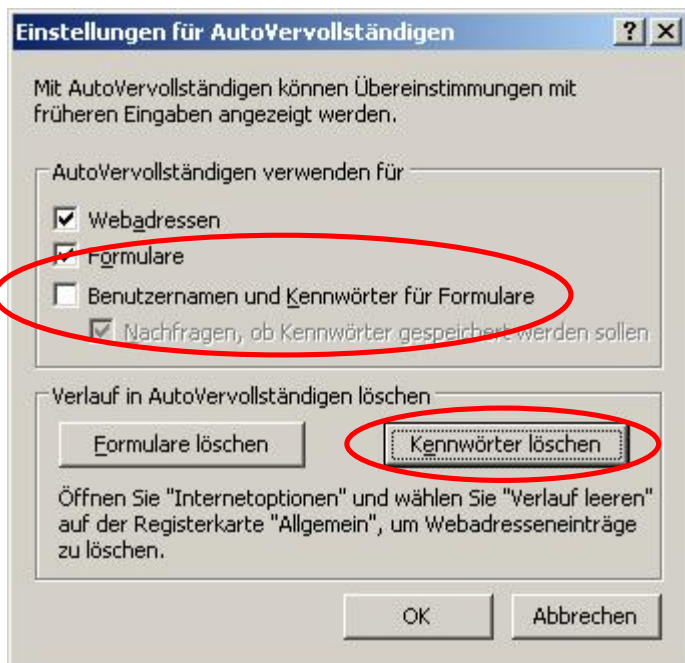 Einstellungen für AutoVervollständigen
Mit AutoVervollständigen können Übereinstimmungen mit
früheren Eingaben angezeigt werden.
AutoVervollständigen verwenden für
Webadressen
Formulare
Benutzernamen und Kennwörter für Formulare
Nachfragen, ob Kennwörter gespeichert werden sollen
Verlauf in AutoVervollständigen löschen
Formulare löschen Kennwörter löschen
Öffnen Sie "Internetoptionen" und wählen Sie "Verlauf leeren"
auf der Registerkarte "Allgemein", um Webadresseneinträge
zu löschen.
OK Abbrechen